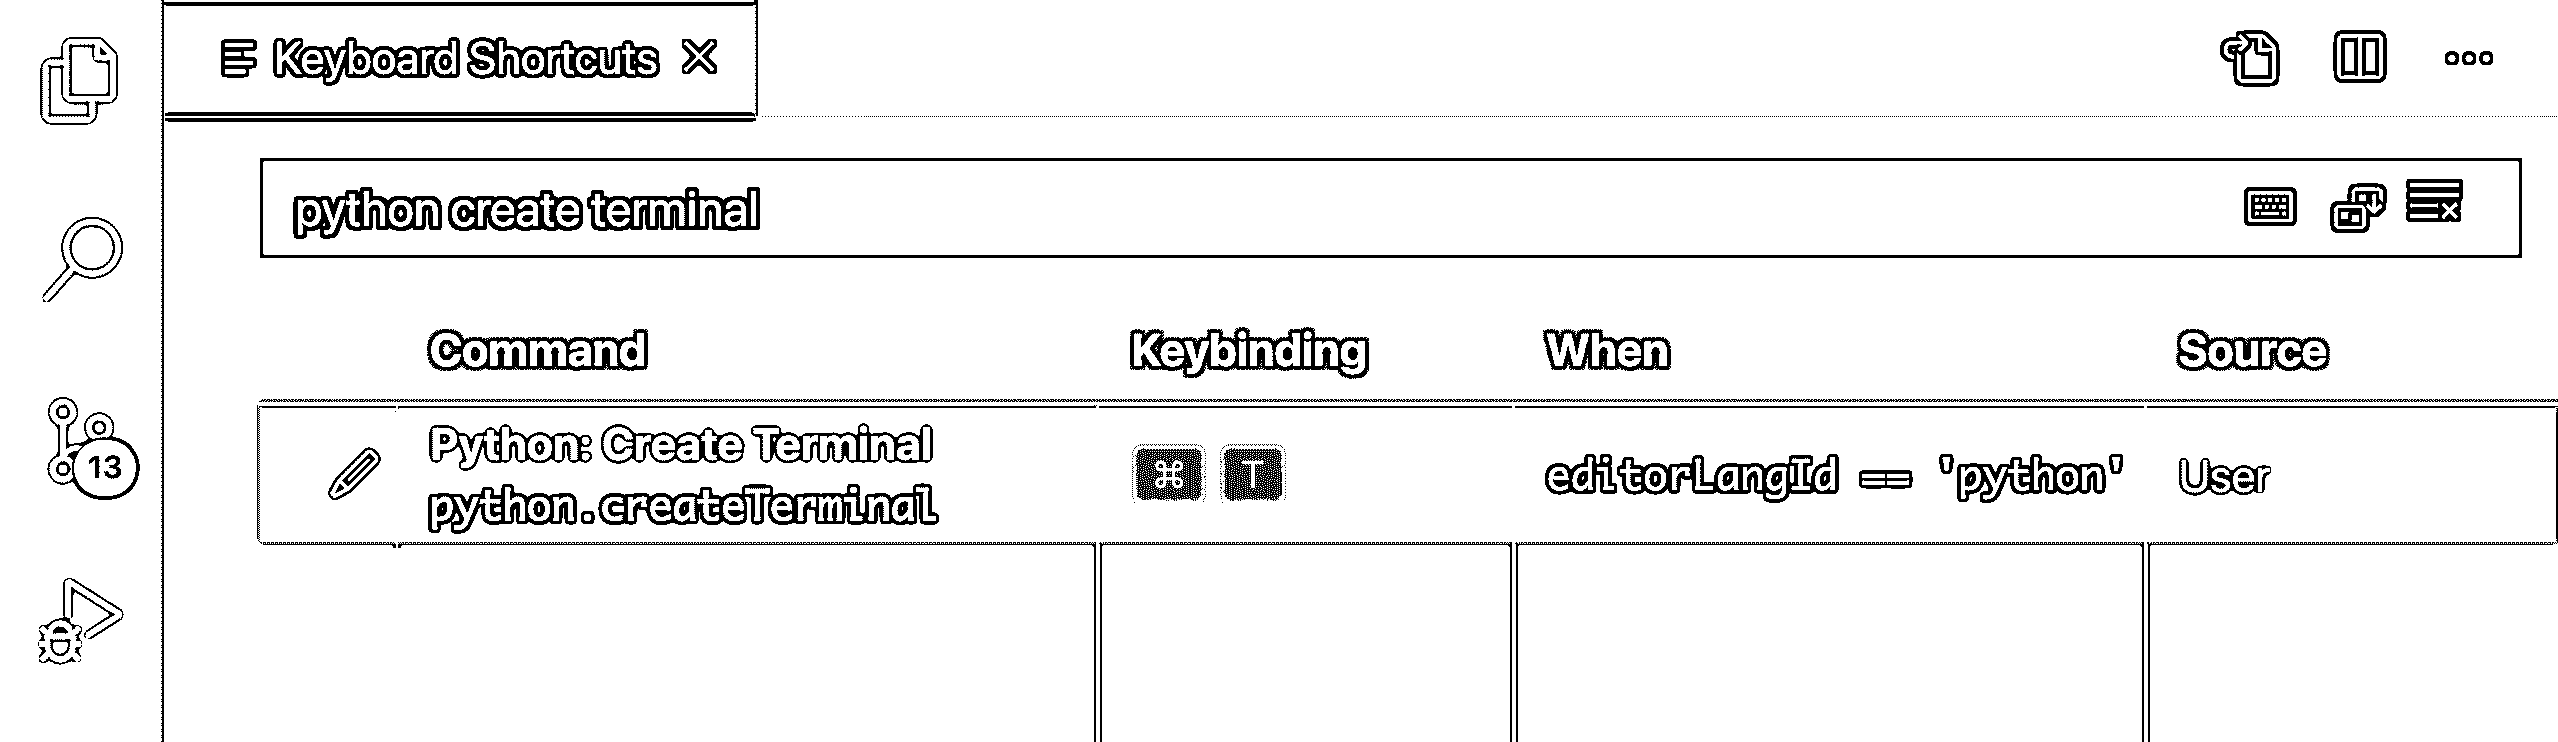 Keyboard Shortcuts
python create terminal
Command Keybinding When Source
Python: Create Terminal
python.createTerminal
⌘ T
editorLangId == 'python'
User
13